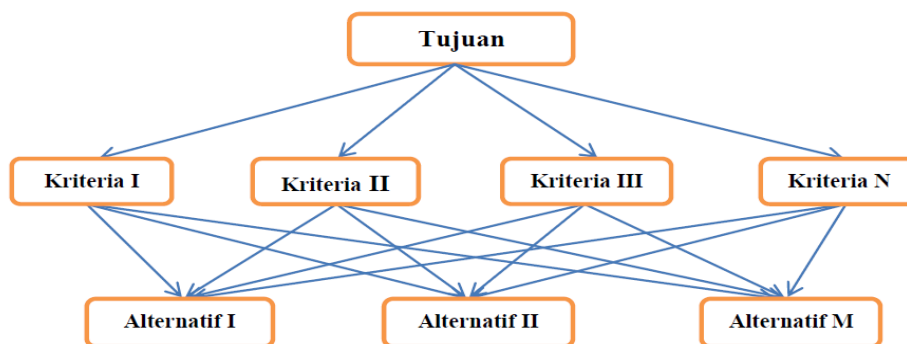 Tujuan
Kriteria I
Kriteria II
Kriteria III
Kriteria N
Alternatif I
Alternatif II
Alternatif M